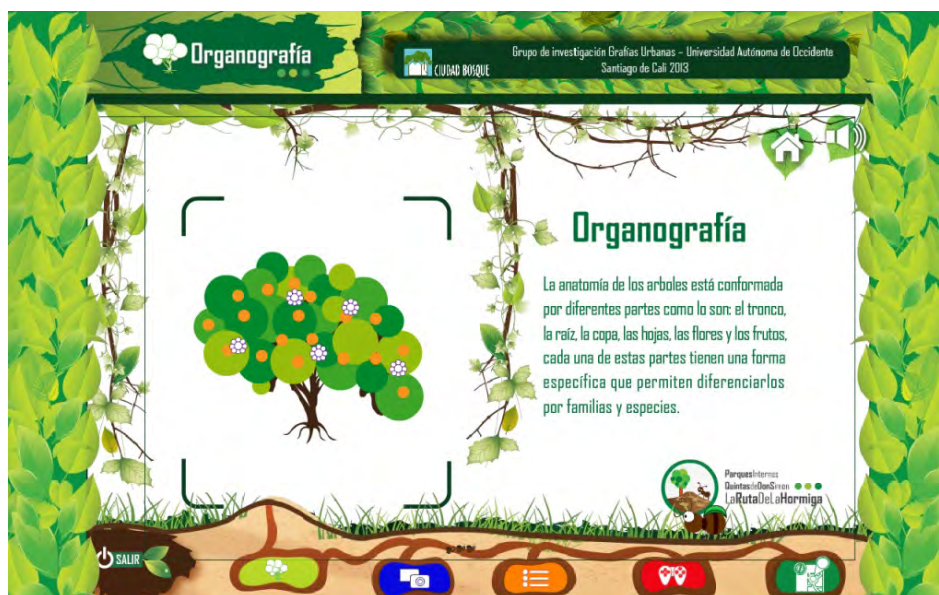 Organografía
CIUDAD BOSQUE
Grupo de investigación Grafías Urbanas - Universidad Autónoma de Occidente
Santiago de Cali 2013
Organografía
La anatomía de los arboles está conformada
por diferentes partes como lo son: el tronco,
la raíz, la copa, las hojas, las flores y los frutos,
cada una de estas partes tienen una forma
específica que permiten diferenciarlos
por familias y especies.
ParquesInternos
QuintasdeDonSimon
LaRutaDeLaHormiga
SALIR